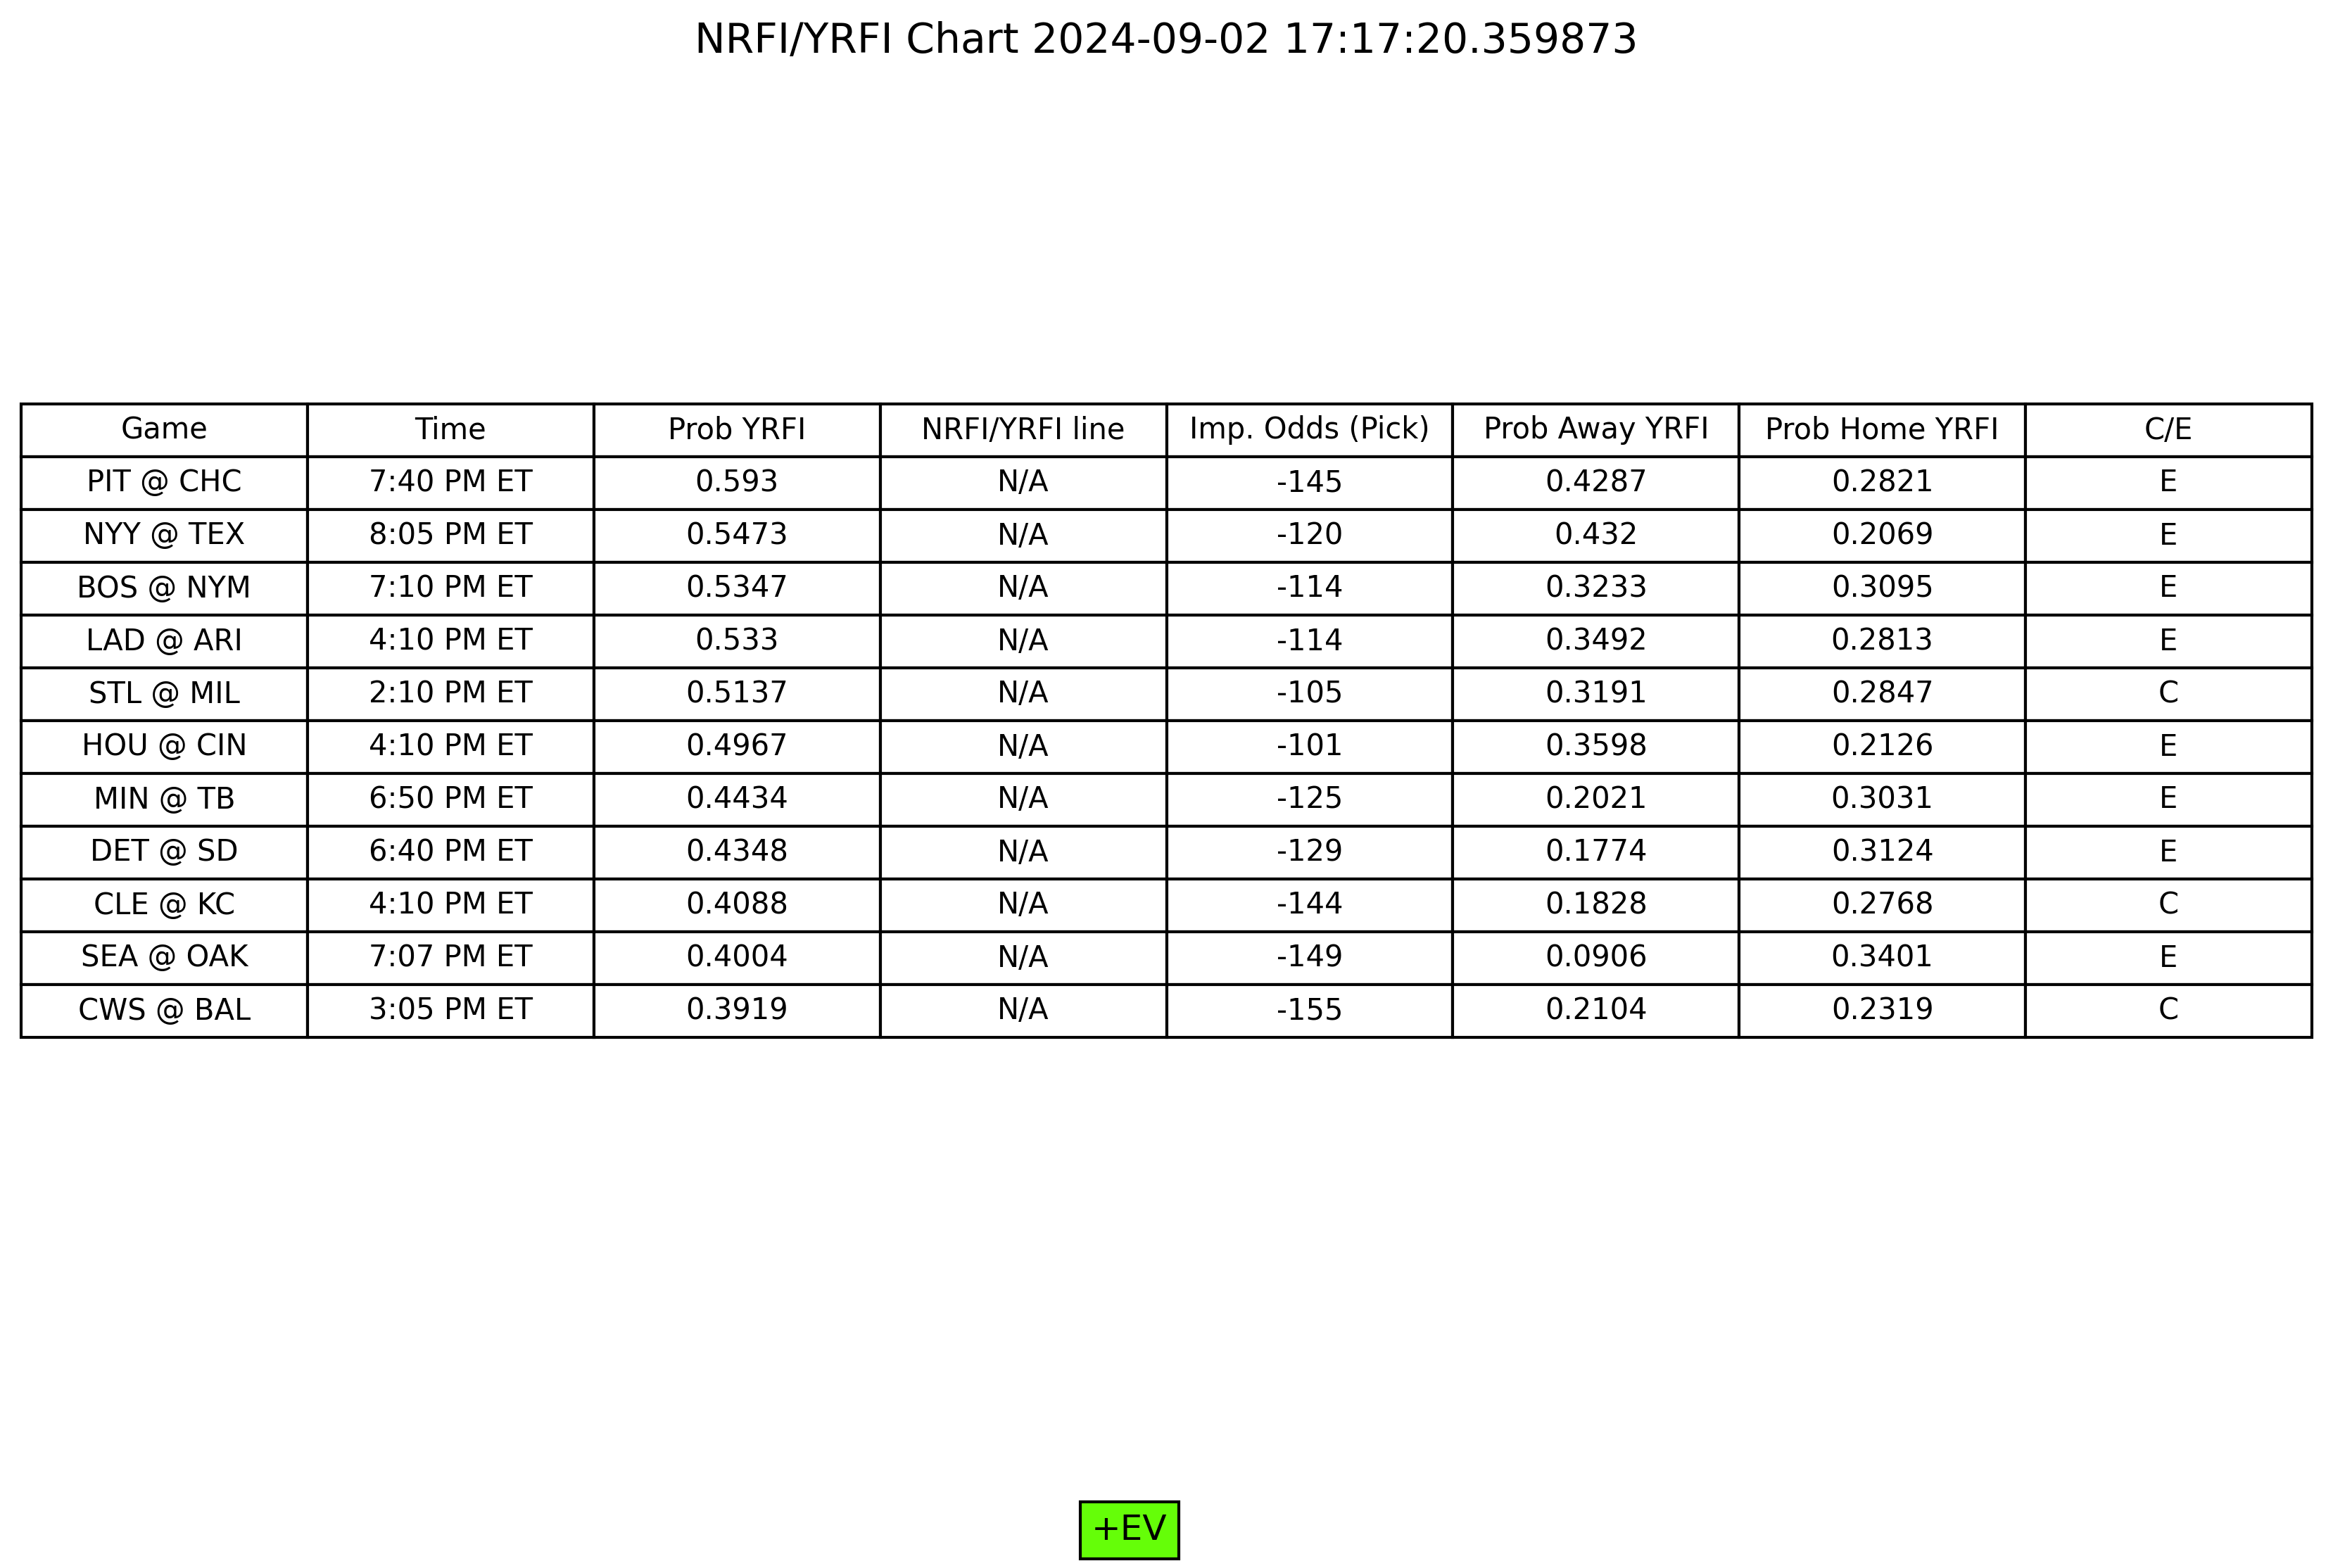 NRFI/YRFI Chart 2024-09-02 17:17:20.359873
Game Time Prob YRFI NRFI/YRFI line Imp. Odds (Pick) Prob Away YRFI Prob Home YRFI C/E
PIT @ CHC 7:40 PM ET 0.593 N/A -145 0.4287 0.2821 E
NYY @ TEX 8:05 PM ET 0.5473 N/A -120 0.432 0.2069 E
BOS @ NYM 7:10 PM ET 0.5347 N/A -114 0.3233 0.3095 E
LAD @ ARI 4:10 PM ET 0.533 N/A -114 0.3492 0.2813 E
STL @ MIL 2:10 PM ET 0.5137 N/A -105 0.3191 0.2847 C
HOU @ CIN 4:10 PM ET 0.4967 N/A -101 0.3598 0.2126 E
MIN @ TB 6:50 PM ET 0.4434 N/A -125 0.2021 0.3031 E
DET @ SD 6:40 PM ET 0.4348 N/A -129 0.1774 0.3124 E
CLE @ KC 4:10 PM ET 0.4088 N/A -144 0.1828 0.2768 C
SEA @ OAK 7:07 PM ET 0.4004 N/A -149 0.0906 0.3401 E
CWS @ BAL 3:05 PM ET 0.3919 N/A -155 0.2104 0.2319 C
+EV